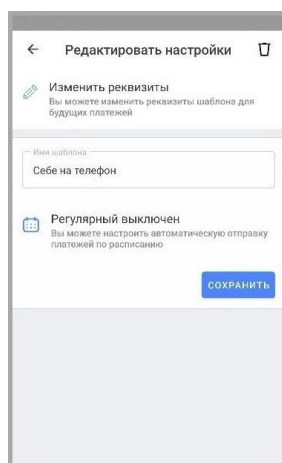 Редактировать настройки
Изменить реквизиты
Вы можете изменить реквизиты шаблона для
будущих платежей
Имя шаблона
Себе на телефон
Регулярный выключен
Вы можете настроить автоматическую отправку
платежей по расписанию
СОХРАНИТЬ